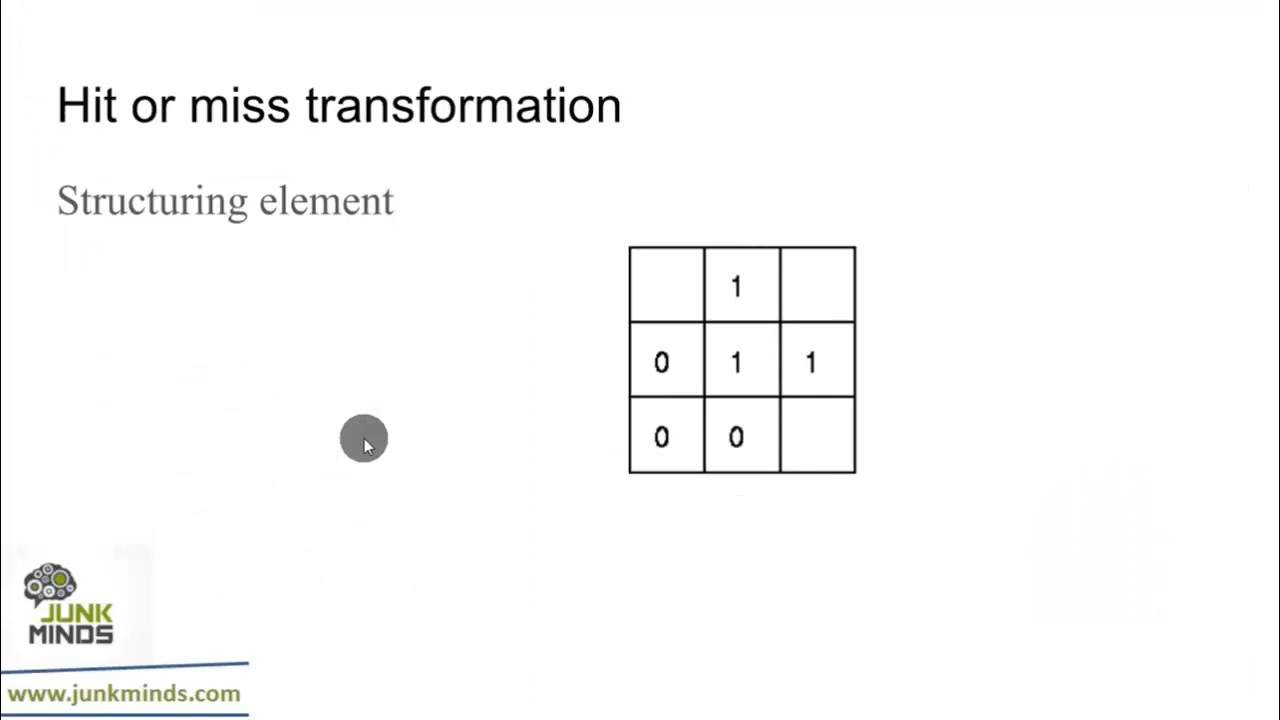 Hit or miss transformation
Structuring element
1
0 1 1
0 0
JUNK
MINDS
www.junkminds.com